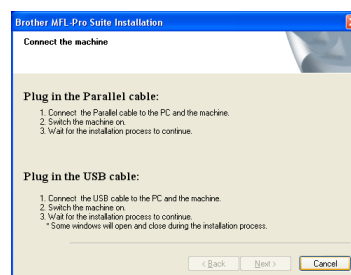 Brother MFL-Pro Suite Installation
Connect the machine
Plug in the Parallel cable:
1. Connect the Parallel cable to the PC and the machine.
2. Switch the machine on.
3. Wait for the installation process to continue.
Plug in the USB cable:
1. Connect the USB cable to the PC and the machine.
2. Switch the machine on.
3. Wait for the installation process to continue.
* Some windows will open and close during the installation process.
< Back Next > Cancel